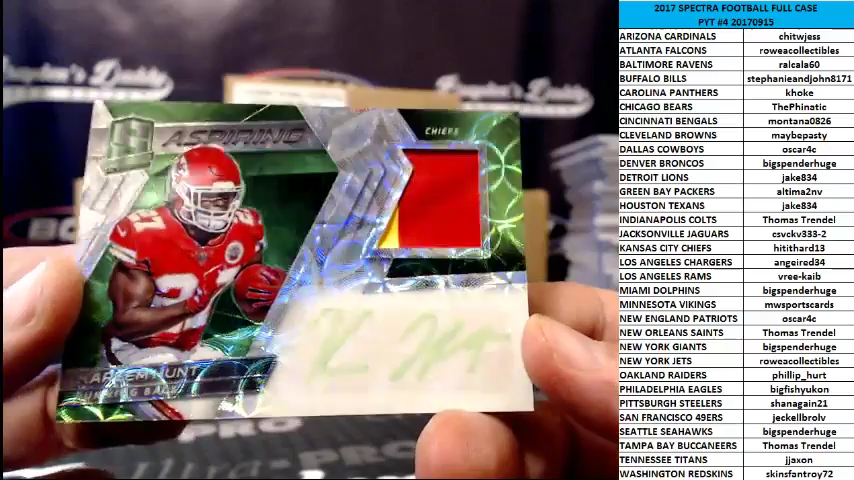 2017 SPECTRA FOOTBALL FULL CASE
PYT #4 20170915
ARIZONA CARDINALS chitwjess
ATLANTA FALCONS roweacollectibles
BALTIMORE RAVENS ralcala60
BUFFALO BILLS stephanieandjohn8171
CAROLINA PANTHERS khoke
CHICAGO BEARS ThePhinatic
CINCINNATI BENGALS montana0826
CLEVELAND BROWNS maybepasty
DALLAS COWBOYS oscar4c
DENVER BRONCOS bigspenderhuge
DETROIT LIONS jake834
GREEN BAY PACKERS altima2nv
HOUSTON TEXANS jake834
INDIANAPOLIS COLTS Thomas Trendel
JACKSONVILLE JAGUARS csvckv333-2
KANSAS CITY CHIEFS hitithard13
LOS ANGELES CHARGERS angeired34
LOS ANGELES RAMS vree-kaib
MIAMI DOLPHINS bigspenderhuge
MINNESOTA VIKINGS mwsportscards
NEW ENGLAND PATRIOTS oscar4c
NEW ORLEANS SAINTS Thomas Trendel
NEW YORK GIANTS bigspenderhuge
NEW YORK JETS roweacollectibles
OAKLAND RAIDERS phillip_hurt
PHILADELPHIA EAGLES bigfishyukon
PITTSBURGH STEELERS shanagain21
SAN FRANCISCO 49ERS jeckellbrolv
SEATTLE SEAHAWKS bigspenderhuge
TAMPA BAY BUCCANEERS Thomas Trendel
TENNESSEE TITANS jjaxon
WASHINGTON REDSKINS skinsfantroy72
ASPIRING
CHIEFS
27
KAREEM HUNT
RUNNING BACK
PRO